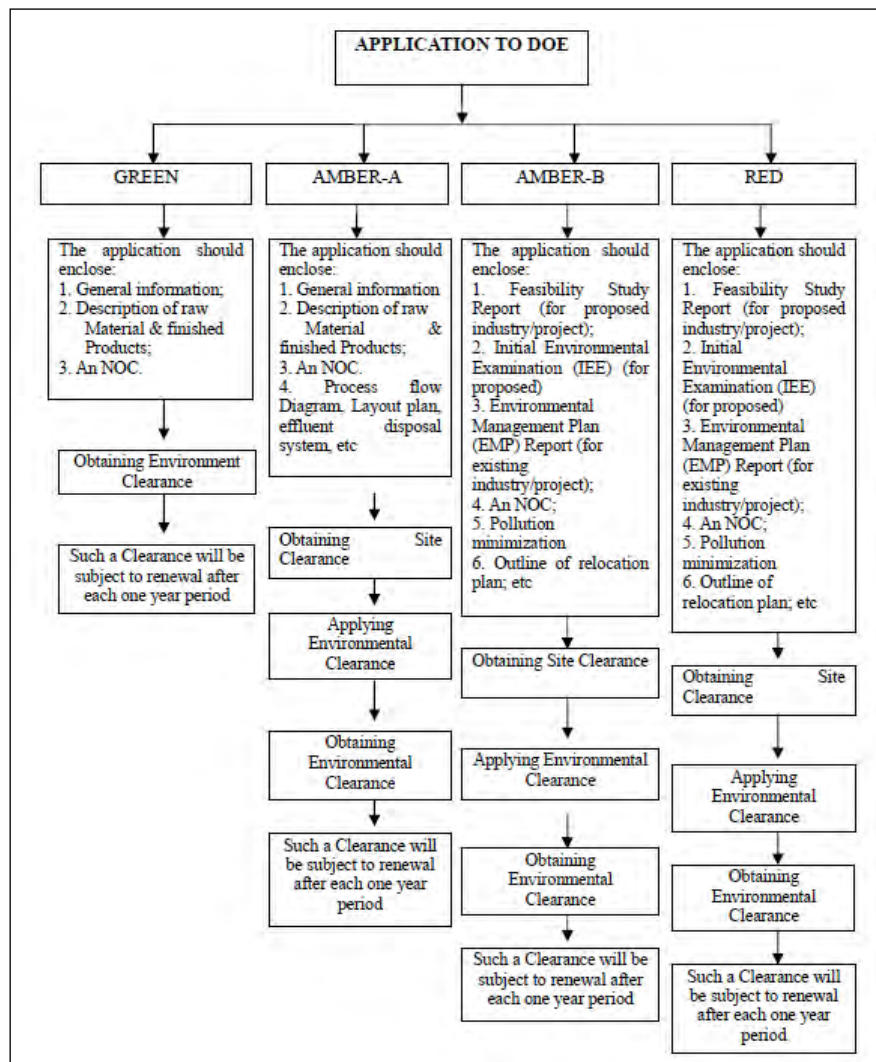 APPLICATION TO DOE
GREEN
AMBER-A
AMBER-B
RED
The application should
enclose:
1. General information;
2. Description of raw
Material & finished
Products;
3. An NOC.
Obtaining Environment
Clearance
Such a Clearance will be
subject to renewal after
each one year period
The application should
enclose:
1. General information
2. Description of raw
Material &
finished Products;
3. An NOC.
4. Process flow
Diagram, Layout plan,
effluent disposal
system, etc
Obtaining Site
Clearance
Applying
Environmental
Clearance
Obtaining
Environmental
Clearance
Such a Clearance will
be subject to renewal
after each one year
period
The application should
enclose:
1. Feasibility Study
Report (for proposed
industry/project);
2. Initial Environmental
Examination (IEE) (for
proposed)
3. Environmental
Management Plan
(EMP) Report (for
existing
industry/project);
4. An NOC;
5. Pollution
minimization
6. Outline of relocation
plan; etc
Obtaining Site Clearance
Applying Environmental
Clearance
Obtaining
Environmental
Clearance
Such a Clearance will be
subject to renewal after
each one year period
The application should
enclose:
1. Feasibility Study
Report (for proposed
industry/project);
2. Initial
Environmental
Examination (IEE)
(for proposed)
3. Environmental
Management Plan
(EMP) Report (for
existing
industry/project);
4. An NOC;
5. Pollution
minimization
6. Outline of
relocation plan; etc
Obtaining Site
Clearance
Applying
Environmental
Clearance
Obtaining
Environmental
Clearance
Such a Clearance will
be subject to renewal
after each one year
period